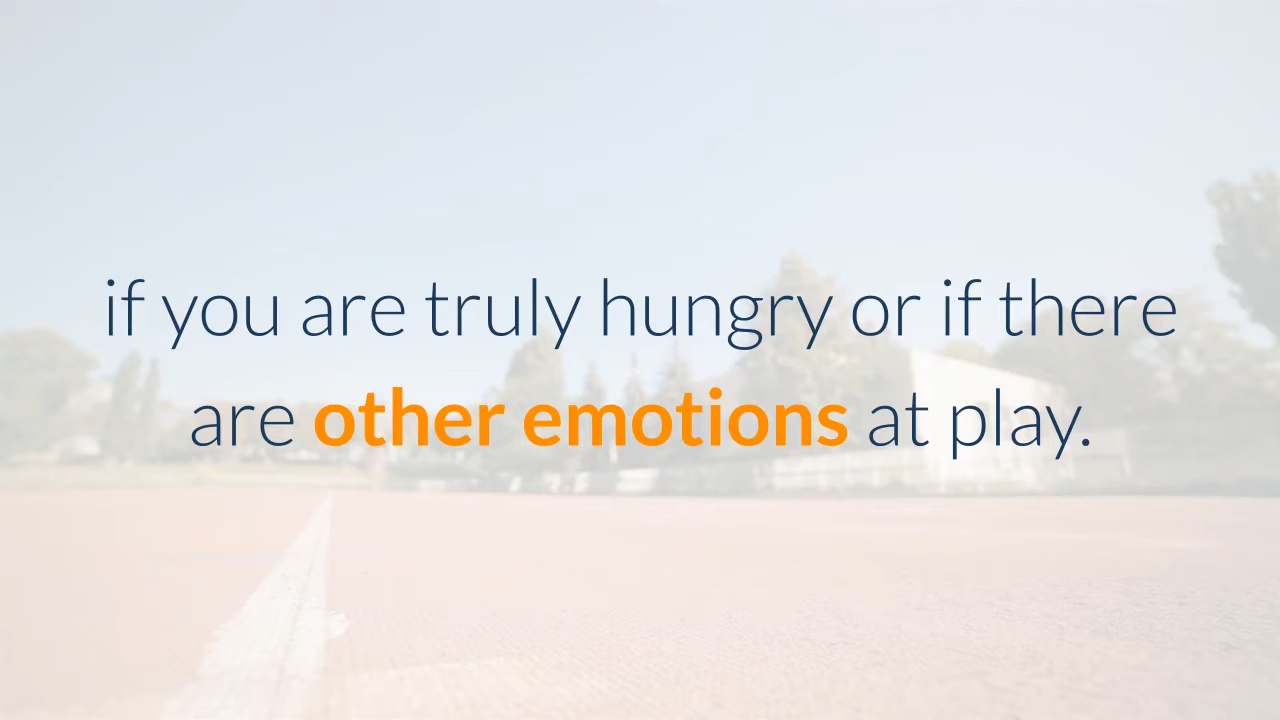 if you are truly hungry or if there
are other emotions at play.